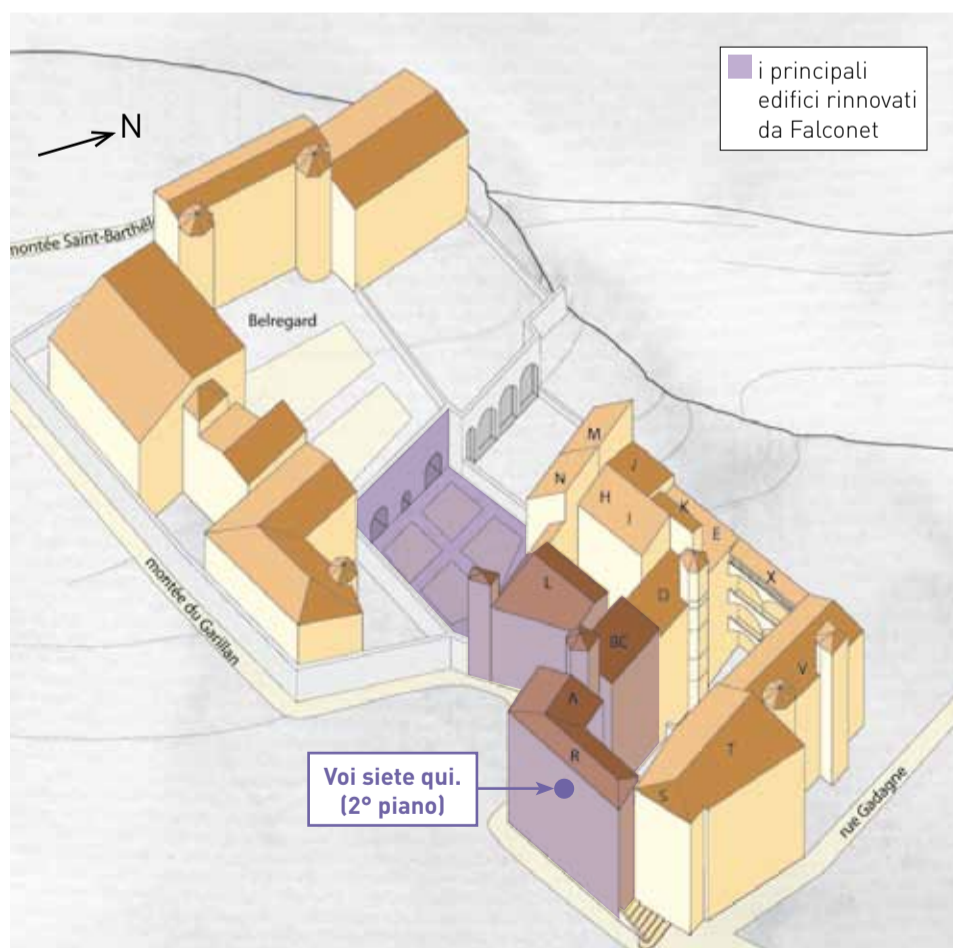 i principali
edifici rinnovati
da Falconet
N
montée Saint-Barthél
Belregard
M
J
N
H
I
K
E
X
L
D
BC
V
montée du Garillan
A
R
T
S
Voi siete qui.
(2° piano)
rue Gadagne